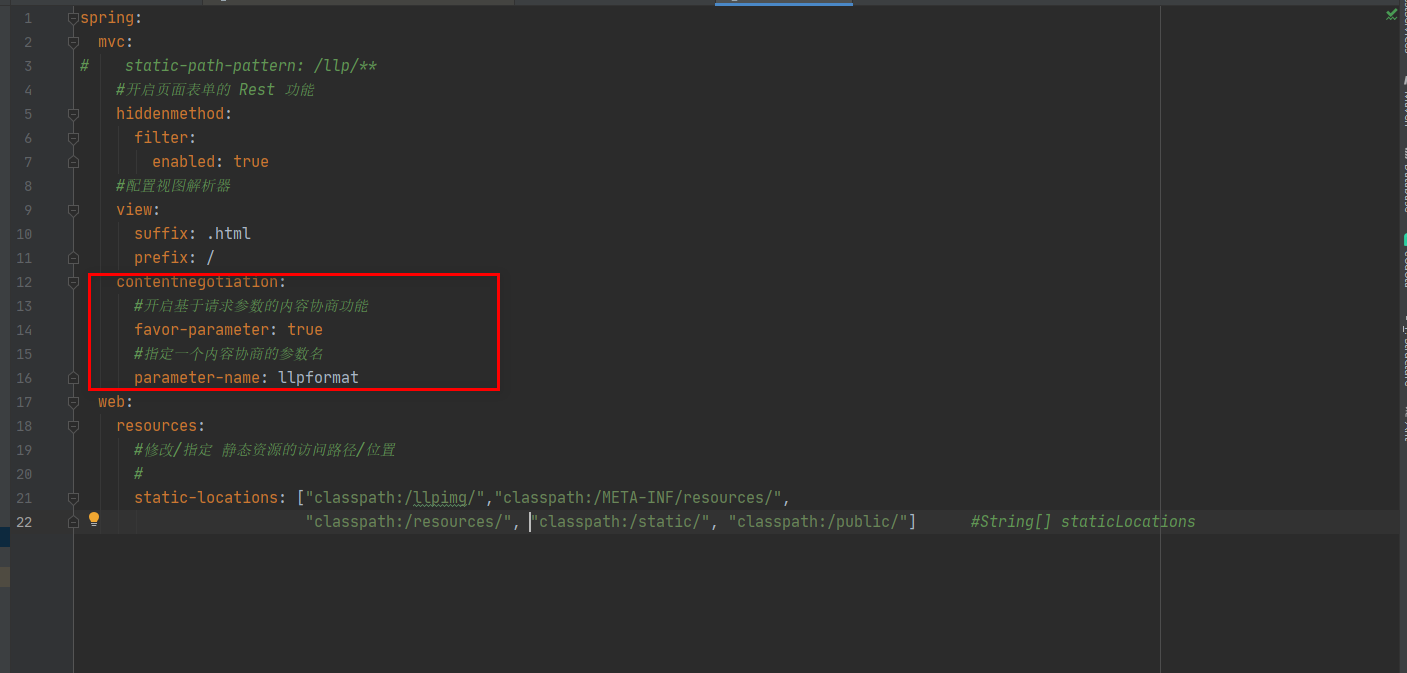 1 spring:
2 mvc:
3 # static-path-pattern: /llp/**
4 #开启页面表单的 Rest 功能
5 hiddenmethod:
6 filter:
7 enabled: true
8 #配置视图解析器
9 view:
10 suffix: .html
11 prefix: /
12 contentnegotiation:
13 #开启基于请求参数的内容协商功能
14 favor-parameter: true
15 #指定一个内容协商的参数名
16 parameter-name: llpformat
17 web:
18 resources:
19 #修改/指定 静态资源的访问路径/位置
20 #
21 static-locations: ["classpath:/llpimg/","classpath:/META-INF/resources/",
22 "classpath:/resources/", "classpath:/static/", "classpath:/public/"] #String[] staticLocations